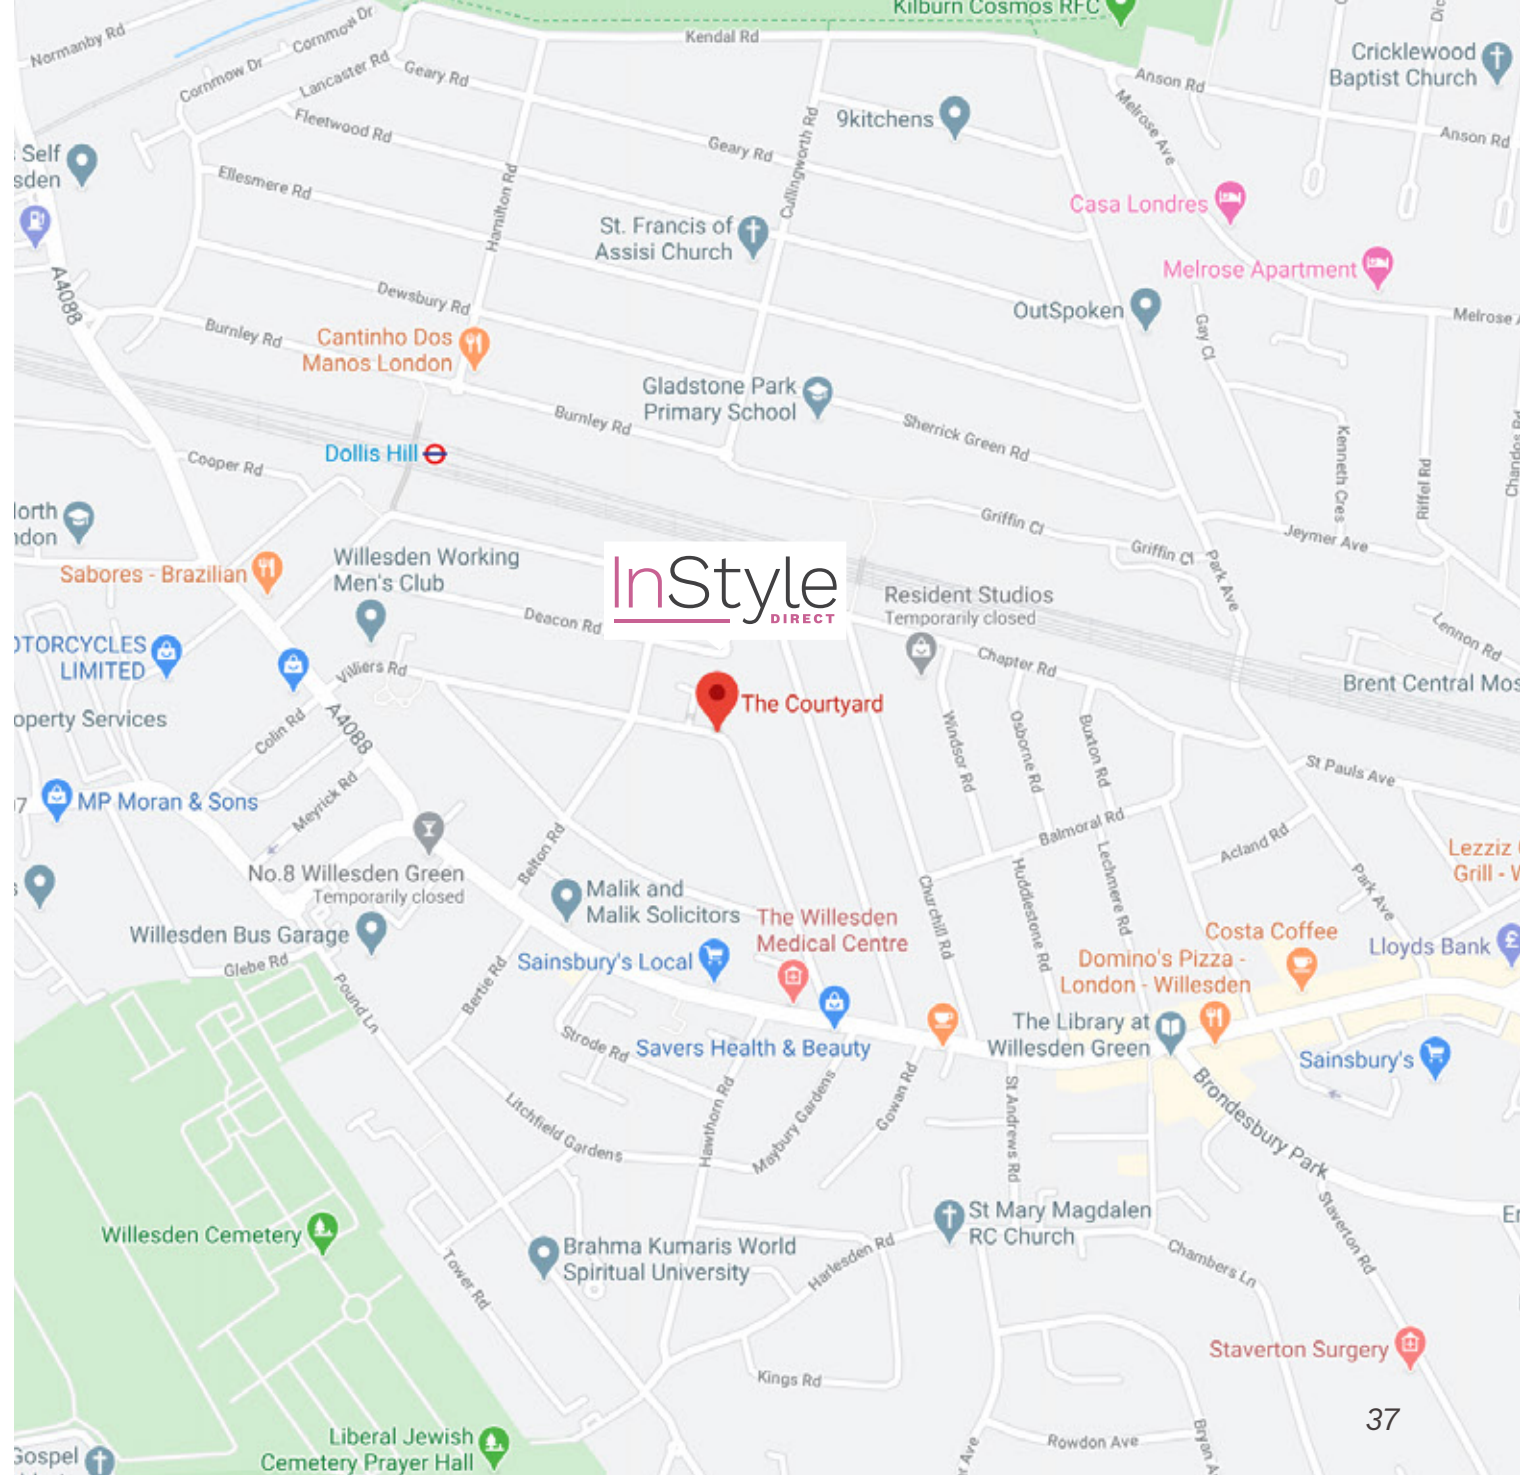 Kilburn Cosmos RFC
Normanby Rd
Cornmow Dr
Kendal Rd
Cricklewood
Baptist Church
Cornmow Dr
Lancaster Rd
Geary Rd
Anson Rd
Melrose Ave
9kitchens
Fleetwood Rd
Cullingworth Rd
Geary Rd
Anson Rd
Self
Ellesmere Rd
Hamilton Rd
Casa Londres
St. Francis of
Assisi Church
Melrose Apartment
A4088
Dewsbury Rd
OutSpoken
Gay Cl
Melrose
Burnley Rd
Cantinho Dos
Manos London
Gladstone Park
Primary School
Burnley Rd
Sherrick Green Rd
Kenneth Cres
Riffel Rd
Chandos Rd
Dollis Hill
Cooper Rd
Griffin Cl
Griffin Cl
Jeymer Ave
Park Ave
Willesden Working
Men's Club
Sabores - Brazilian
InStyle
DIRECT
Resident Studios
Temporarily closed
Deacon Rd
Lennon Rd
OTORCYCLES
LIMITED
Villiers Rd
Chapter Rd
Brent Central Mos
operty Services
The Courtyard
Colin Rd
A4088
Windsor Rd
Osborne Rd
Buxton Rd
St Pauls Ave
MP Moran & Sons
Meyrick Rd
Balmoral Rd
Acland Rd
Belton Rd
Lezziz
Grill - W
No.8 Willesden Green
Temporarily closed
Malik and
Malik Solicitors
Churchill Rd
Huddlestone Rd
Lechmere Rd
Park Ave
The Willesden
Medical Centre
Willesden Bus Garage
Costa Coffee
Lloyds Bank
Glebe Rd
Pound Ln
Bertie Rd
Sainsbury's Local
Domino's Pizza -
London - Willesden
Strode Rd
Savers Health & Beauty
The Library at
Willesden Green
Sainsbury's
Litchfield Gardens
Hawthorn Rd
Maybury Gardens
Gowan Rd
St Andrews Rd
Brondesbury Park
Willesden Cemetery
St Mary Magdalen
RC Church
Staverton Rd
Brahma Kumaris World
Spiritual University
Tower Rd
Harlesden Rd
Chambers Ln
Staverton Surgery
Kings Rd
37
Liberal Jewish
Cemetery Prayer Hall
Rowdon Ave
Bryan A
Gospel